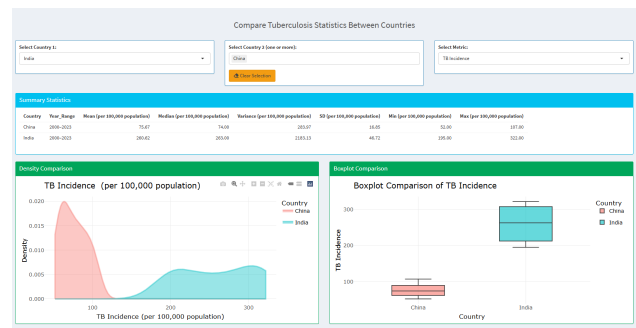 Compare Tuberculosis Statistics Between Countries
Select Country 1:
India
Select Country 2 (one or more):
China
Clear Selection
Select Metric:
TB Incidence
Summary Statistics
Country Year_Range Mean (per 100,000 population) Median (per 100,000 population) Variance (per 100,000 population) SD (per 100,000 population) Min (per 100,000 population) Max (per 100,000 population)
China 2000-2023 75.67 74.00 283.97 16.85 52.00 107.00
India 2000-2023 263.00 2183.13 46.72 195.00 322.00
Density Comparison
TB Incidence (per 100,000 population)
Density
0.020
0.015
0.010
0.005
0.000
100 200 300
TB Incidence (per 100,000 population)
Country
China
India
Boxplot Comparison
Boxplot Comparison of TB Incidence
TB Incidence
300
200
100
China India
Country
Country
China
India